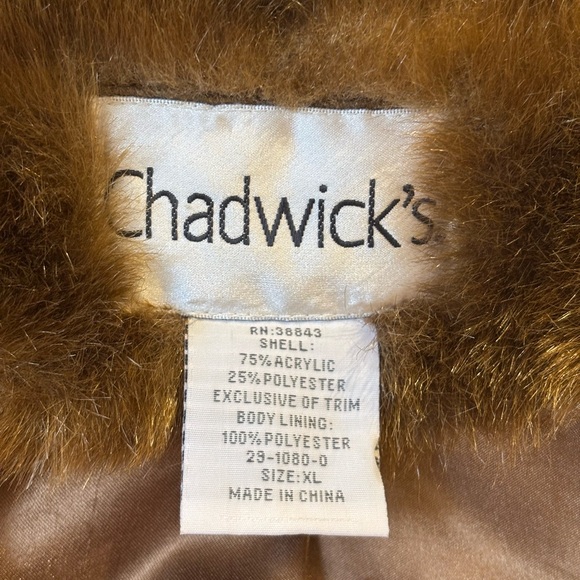 Chadwick's
RN:38843
SHELL:
75% ACRYLIC
25% POLYESTER
EXCLUSIVE OF TRIM
BODY LINING:
100% POLYESTER
29-1080-0
SIZE:XL
MADE IN CHINA